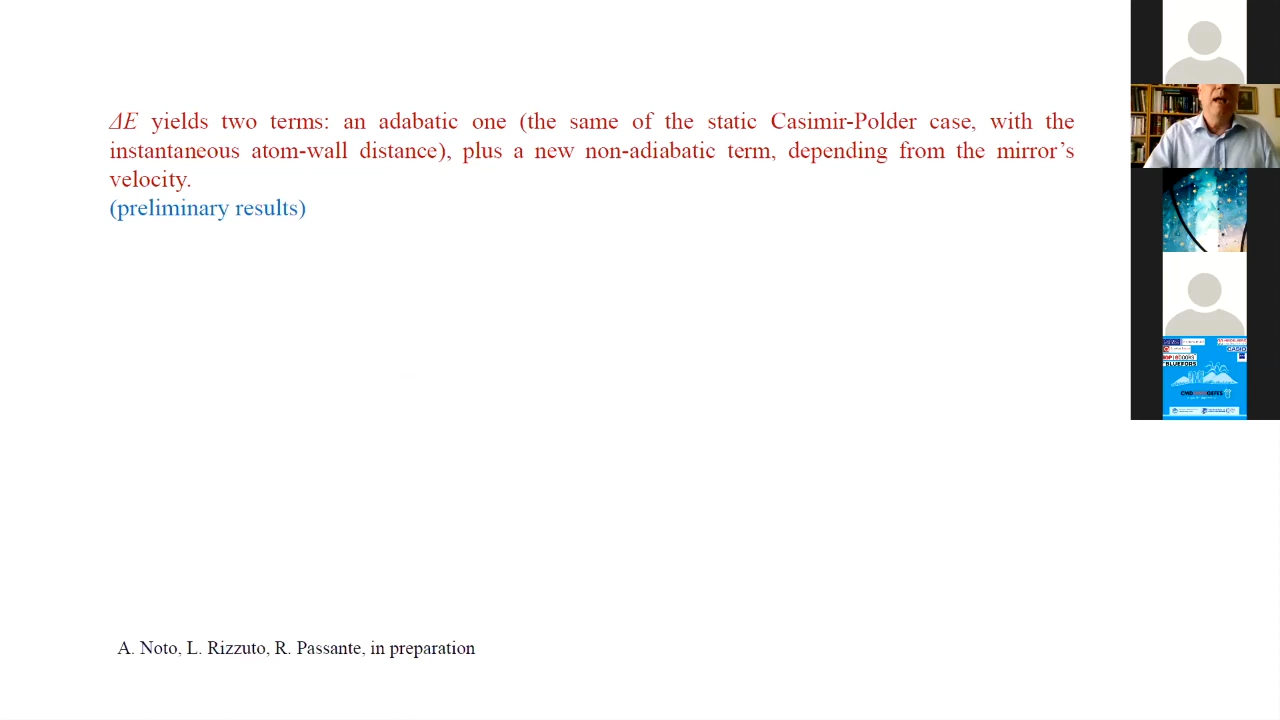 ΔE yields two terms: an adabatic one (the same of the static Casimir-Polder case, with the
instantaneous atom-wall distance), plus a new non-adiabatic term, depending from the mirror’s
velocity.
(preliminary results)
A. Noto, L. Rizzuto, R. Passante, in preparation
CASIO
BLUEFORS